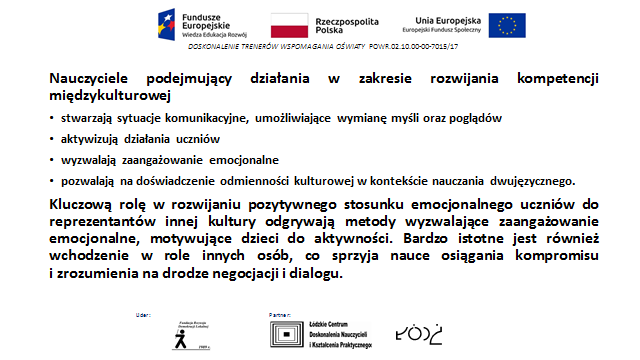 Fundusze
Europejskie
Wiedza Edukacja Rozwój
Rzeczpospolita
Polska
Unia Europejska
Europejski Fundusz Społeczny
DOSKONALENIE TRENERÓW WSPOMAGANIA OŚWIATY POWR.02.10.00-00-7015/17
Nauczyciele podejmujący działania w zakresie rozwijania kompetencji
międzykulturowej
• stwarzają sytuacje komunikacyjne, umożliwiające wymianę myśli oraz poglądów
• aktywizują działania uczniów
• wyzwalają zaangażowanie emocjonalne
• pozwalają na doświadczenie odmienności kulturowej w kontekście nauczania dwujęzycznego.
Kluczową rolę w rozwijaniu pozytywnego stosunku emocjonalnego uczniów do
reprezentantów innej kultury odgrywają metody wyzwalające zaangażowanie
emocjonalne, motywujące dzieci do aktywności. Bardzo istotne jest również
wchodzenie w role innych osób, co sprzyja nauce osiągania kompromisu
i zrozumienia na drodze negocjacji i dialogu.
Lider:
Partner:
Fundacja Rozwoju
Demokracji Lokalnej
1989 r.
Łódzkie Centrum
Doskonalenia Nauczycieli
i Kształcenia Praktycznego
ŁÓDŹ